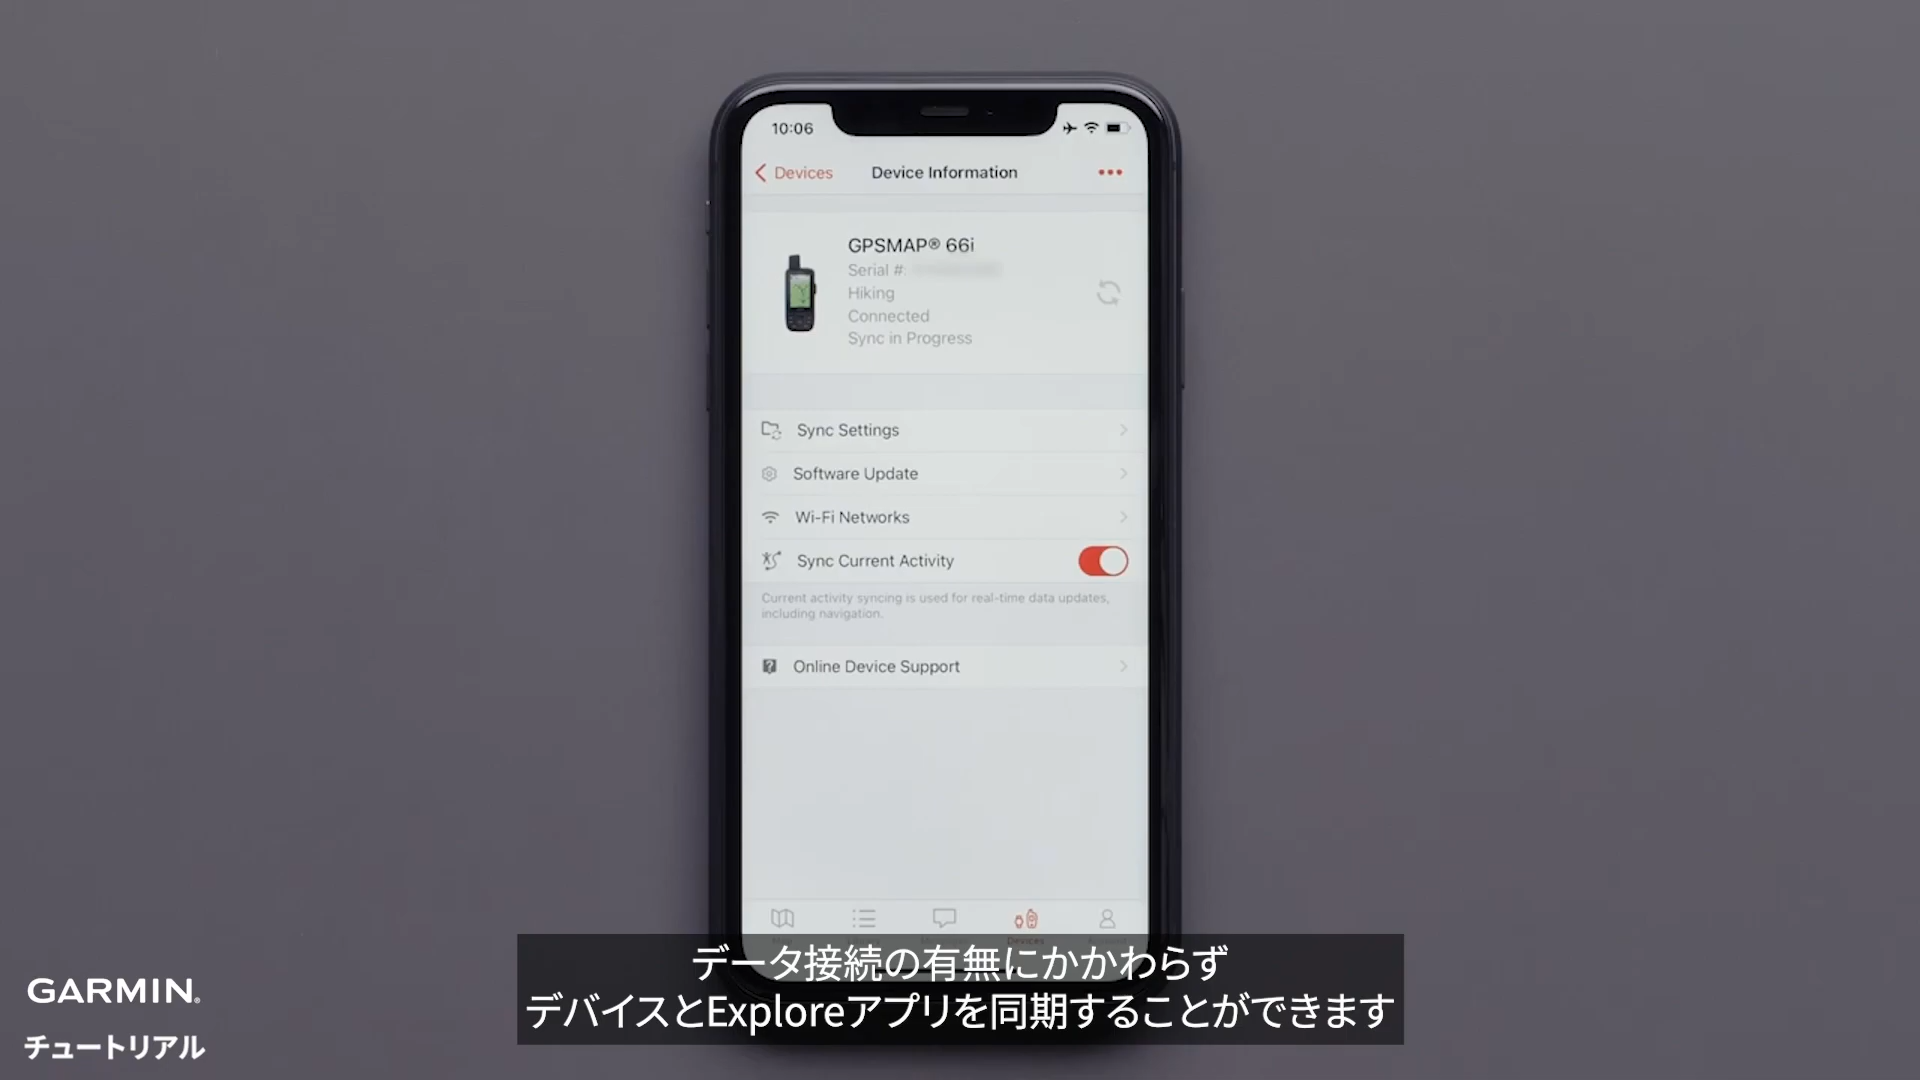 10:06
Devices
Device Information
GPSMAP® 66i
Serial #:
Hiking
Connected
Sync in Progress
Sync Settings
Software Update
Wi-Fi Networks
Sync Current Activity
Current activity syncing is used for real-time data updates,
including navigation.
Online Device Support
Devices
データ接続の有無にかかわらず
デバイスとExploreアプリを同期することができます
GARMIN®
チュートリアル